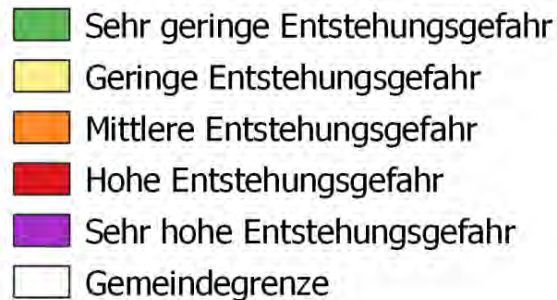 Sehr geringe Entstehungsgefahr
Geringe Entstehungsgefahr
Mittlere Entstehungsgefahr
Hohe Entstehungsgefahr
Sehr hohe Entstehungsgefahr
Gemeindegrenze